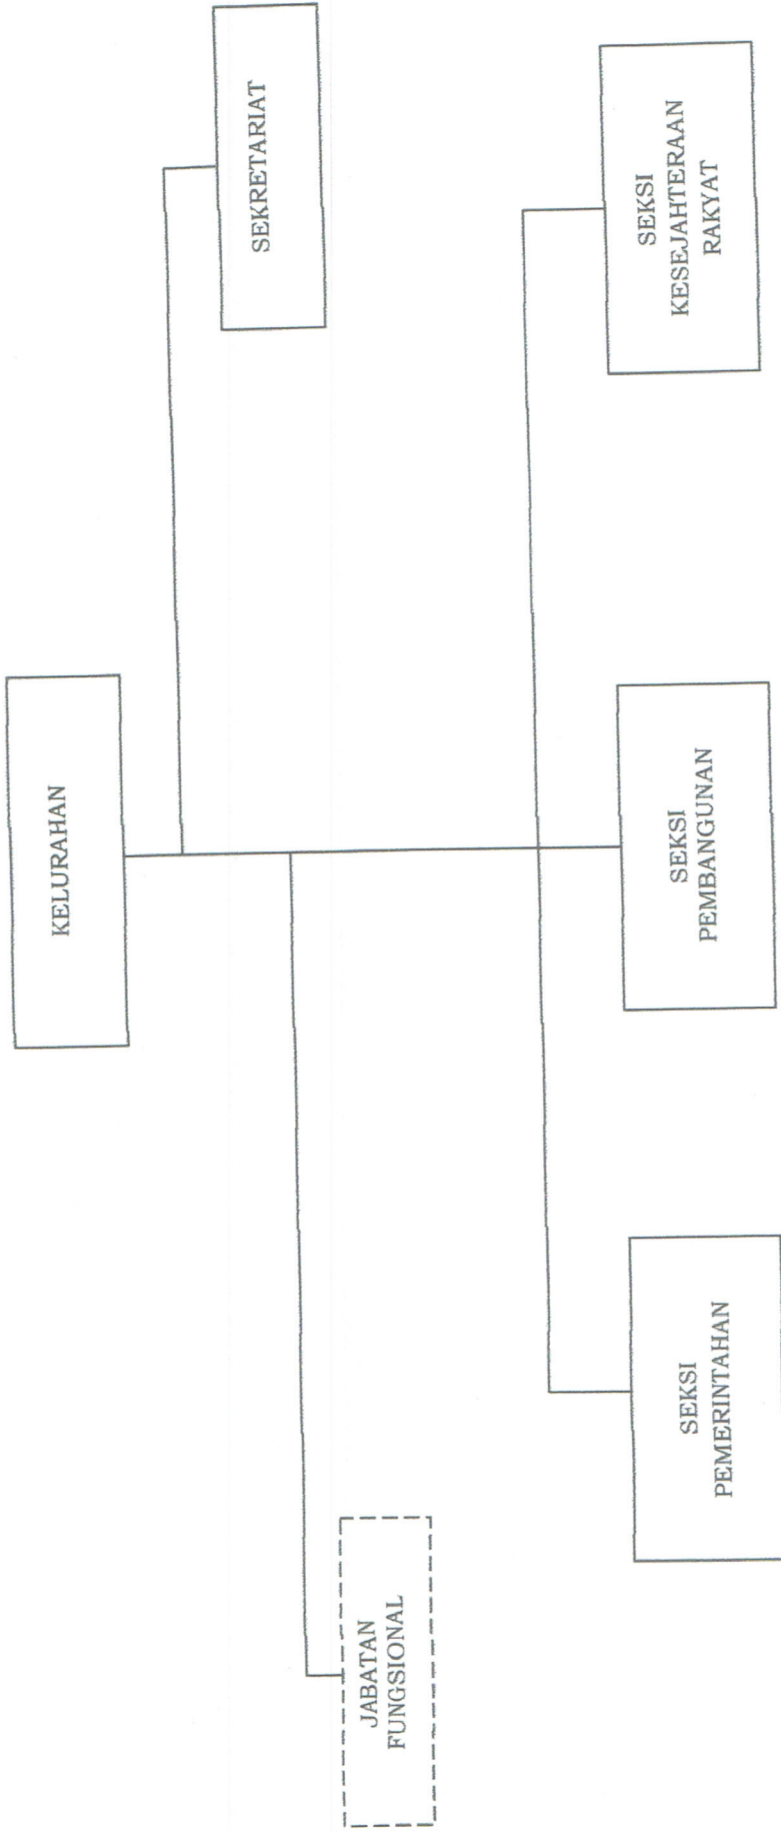 KELURAHAN
SEKRETARIAT
JABATAN
FUNGSIONAL
SEKSI
PEMERINTAHAN
SEKSI
PEMBANGUNAN
SEKSI
KESEJAHTERAAN
RAKYAT